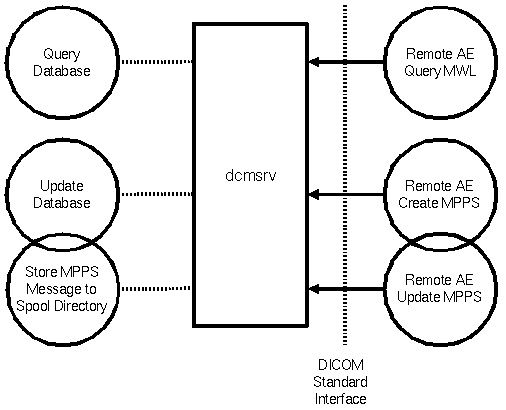 Query
Database
Remote AE
Query MWL
dcmsrv
Update
Database
Remote AE
Create MPPS
Store MPPS
Message to
Spool Directory
Remote AE
Update MPPS
DICOM
Standard
Interface